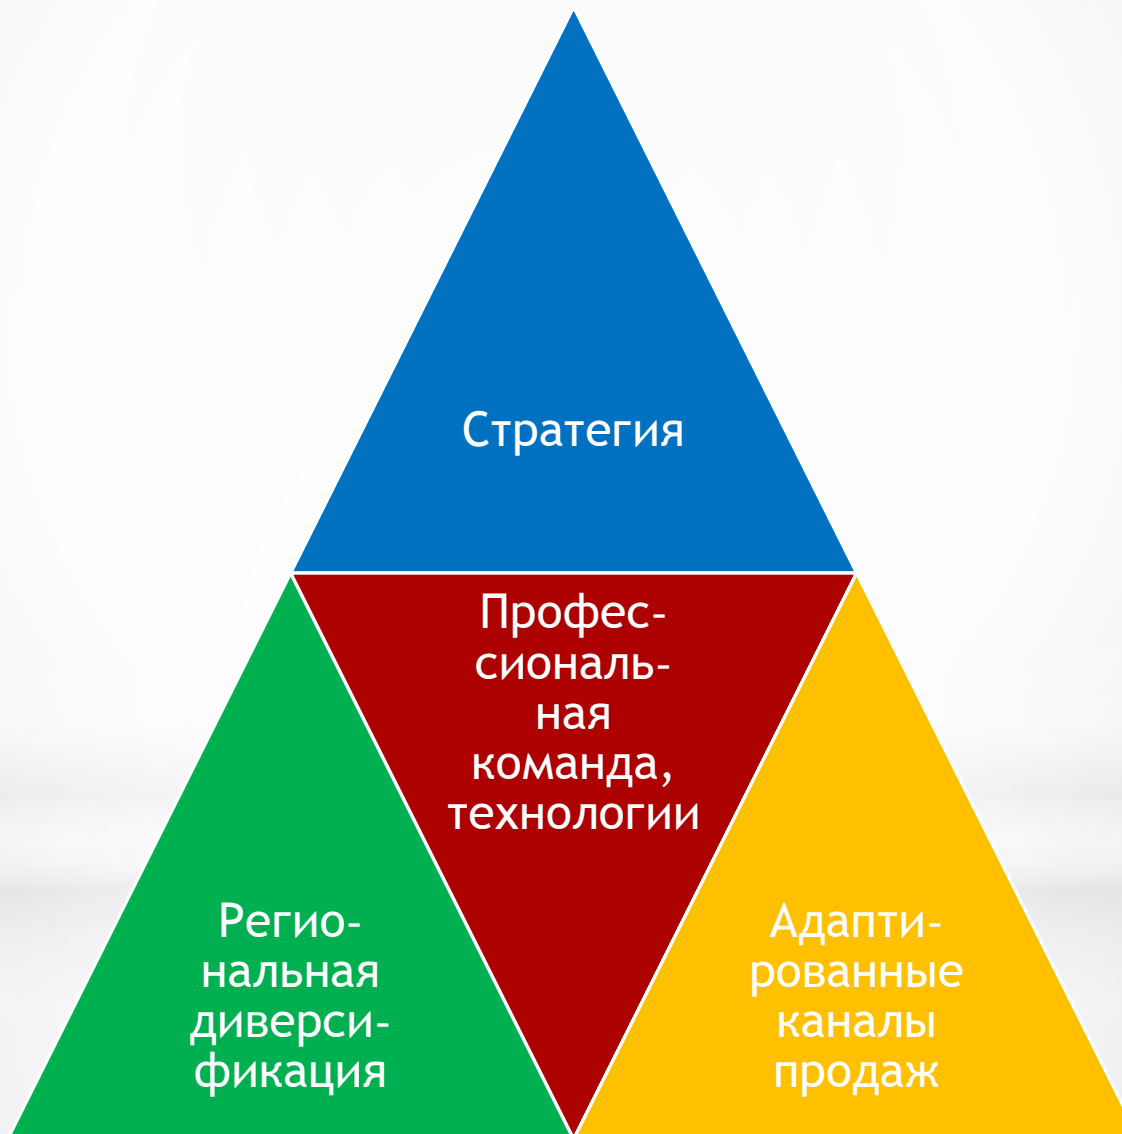 Стратегия
Профес-
сиональ-
ная
команда,
технологии
Регио-
нальная
диверси-
фикация
Адапти-
рованные
каналы
продаж